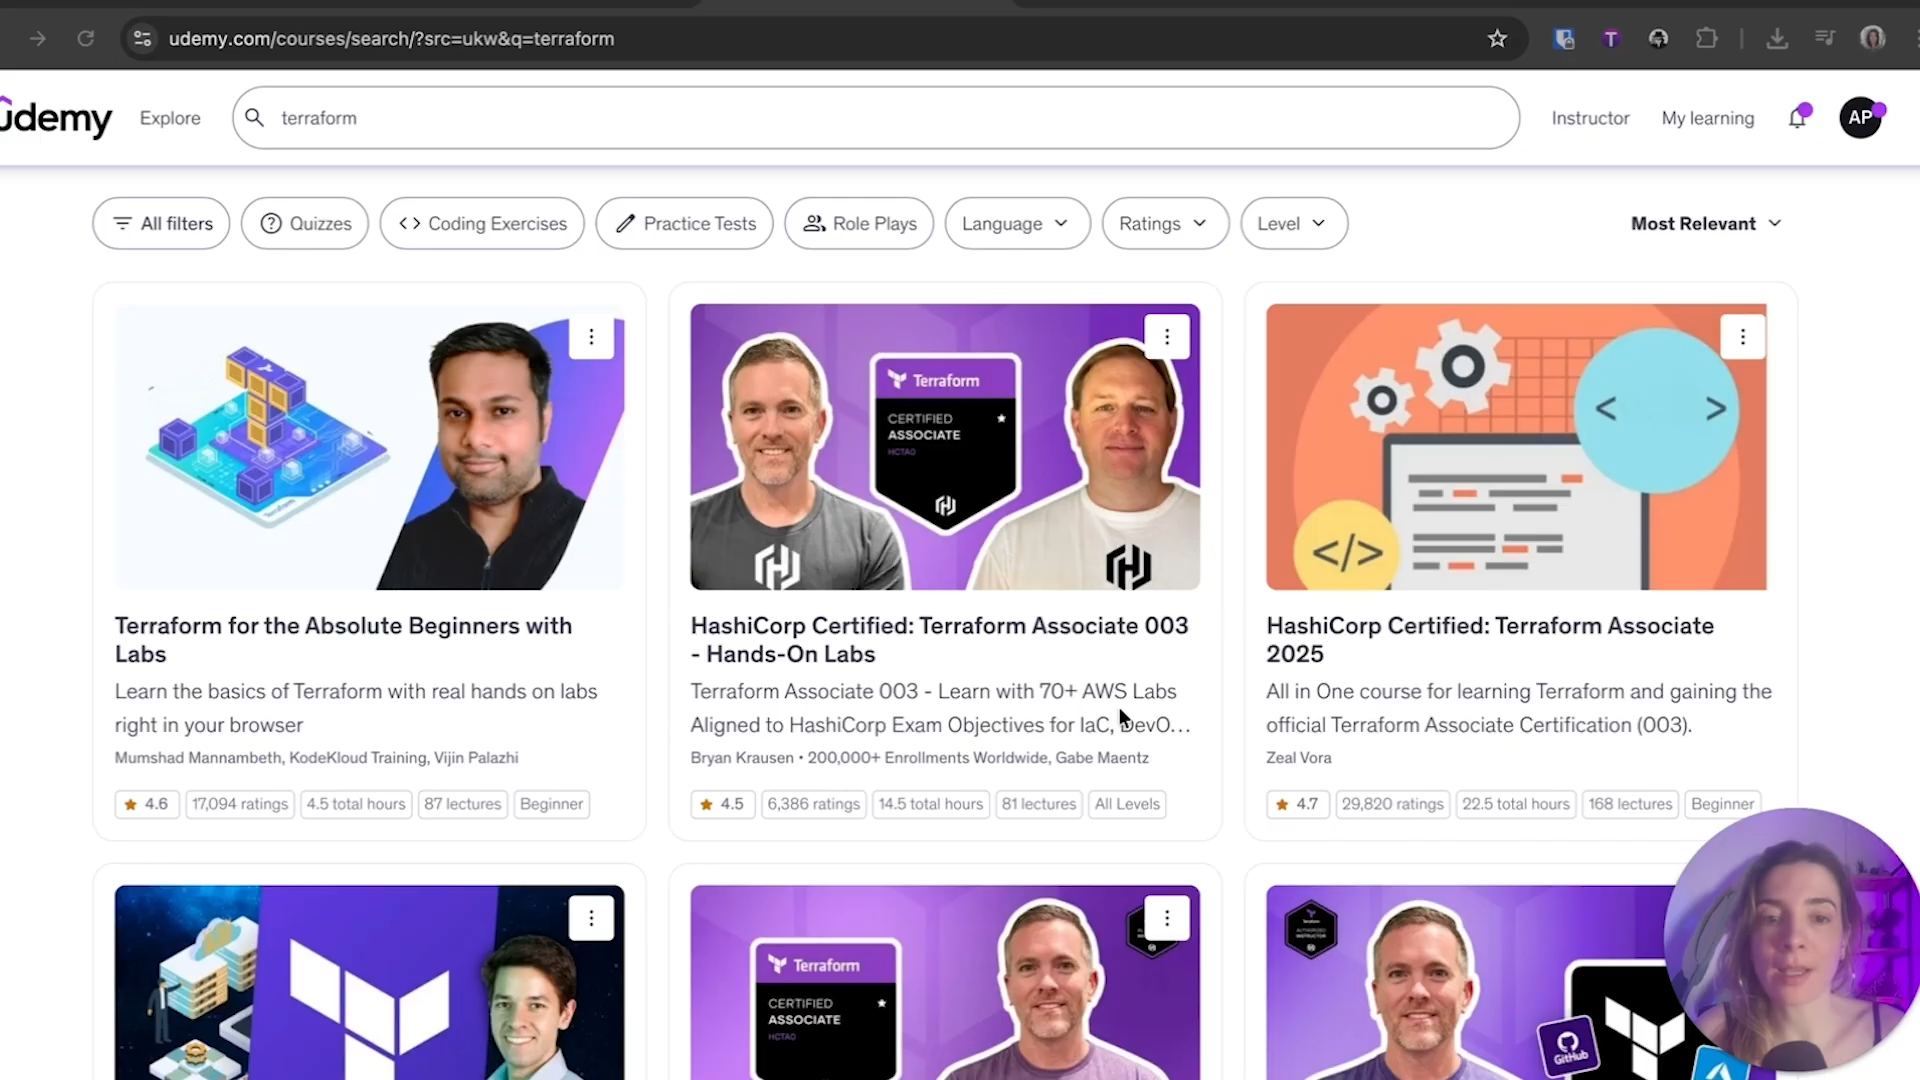 udemy.com/courses/search/?src=ukw&q=terraform
T
udemy
Explore
terraform
Instructor
My learning
AP
All filters
Quizzes
Coding Exercises
Practice Tests
Role Plays
Language
Ratings
Level
Most Relevant
Terraform
CERTIFIED
ASSOCIATE
HCTA0
Terraform for the Absolute Beginners with
Labs
Learn the basics of Terraform with real hands on labs
right in your browser
Mumshad Mannambeth, KodeKloud Training, Vijin Palazhi
4.6
17,094 ratings
4.5 total hours
87 lectures
Beginner
HashiCorp Certified: Terraform Associate 003
- Hands-On Labs
Terraform Associate 003 - Learn with 70+ AWS Labs
Aligned to HashiCorp Exam Objectives for IaC, DevO...
Bryan Krausen • 200,000+ Enrollments Worldwide, Gabe Maentz
4.5
6,386 ratings
14.5 total hours
81 lectures
All Levels
HashiCorp Certified: Terraform Associate
2025
All in One course for learning Terraform and gaining the
official Terraform Associate Certification (003).
Zeal Vora
4.7
29,820 ratings
22.5 total hours
168 lectures
Beginner
Terraform
CERTIFIED
ASSOCIATE
HCTA0
GitHub